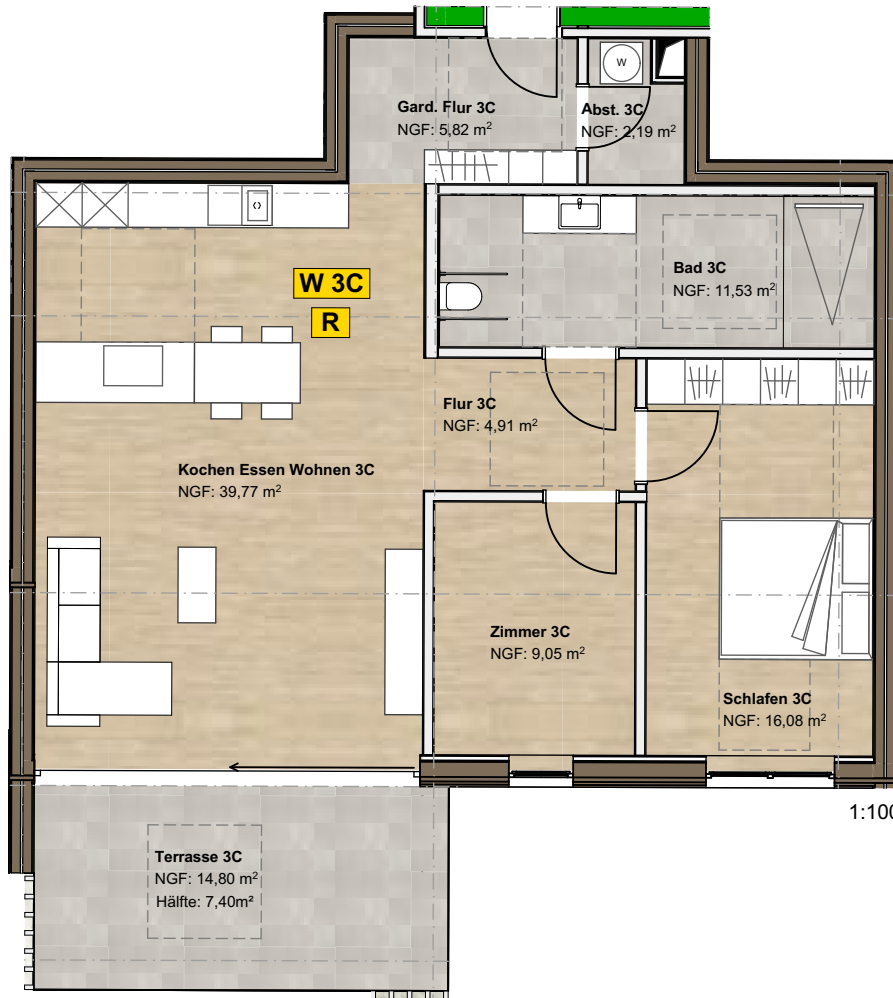 W
Gard. Flur 3C
NGF: 5,82 m²
Abst. 3C
NGF: 2,19 m²
W 3C
R
Bad 3C
NGF: 11,53 m²
Flur 3C
NGF: 4,91 m²
Kochen Essen Wohnen 3C
NGF: 39,77 m²
Zimmer 3C
NGF: 9,05 m²
Schlafen 3C
NGF: 16,08 m²
1:100
Terrasse 3C
NGF: 14,80 m²
Hälfte: 7,40m²